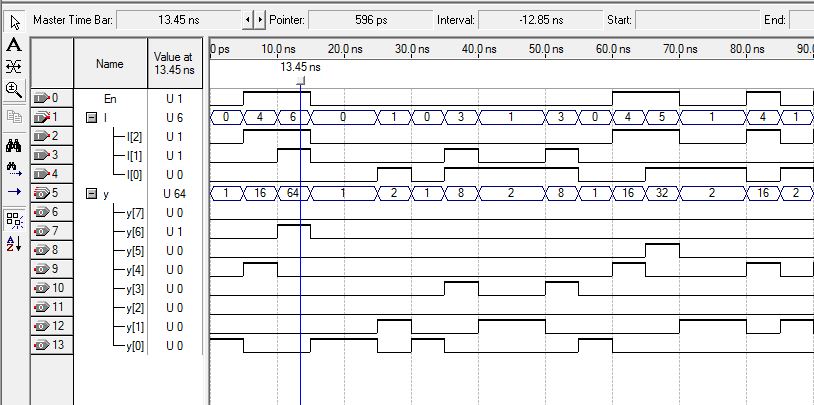 Master Time Bar: 13.45 ns Pointer: 596 ps Interval: -12.85 ns Start: End:
Name Value at 13.45 ns
0 ps 10.0 ns 20.0 ns 30.0 ns 40.0 ns 50.0 ns 60.0 ns 70.0 ns 80.0 ns 90.0
13.45 ns
0 En U 1
1 I U 6 0 4 6 0 1 0 3 1 3 0 4 5 1 4 1
2 I[2] U 1
3 I[1] U 1
4 I[0] U 0
5 y U 64 1 16 64 1 2 1 8 2 8 1 16 32 2 16 2
6 y[7] U 0
7 y[6] U 1
8 y[5] U 0
9 y[4] U 0
10 y[3] U 0
11 y[2] U 0
12 y[1] U 0
13 y[0] U 0